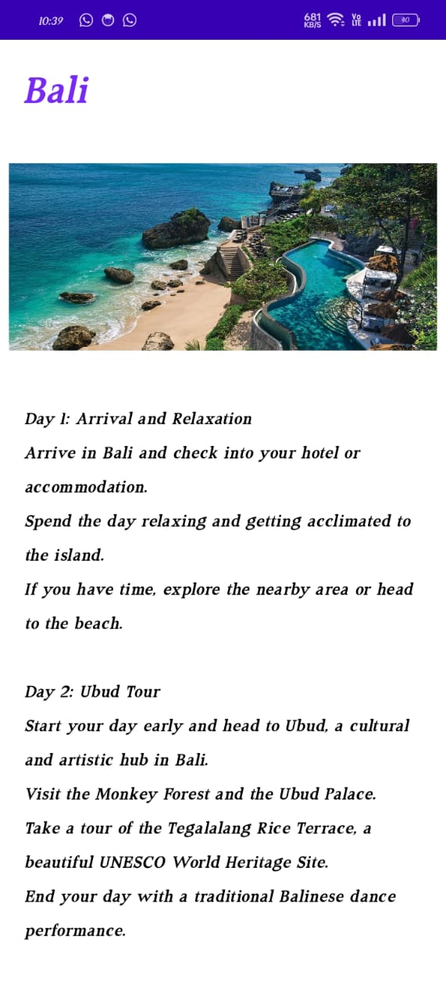 10:39
681
KB/S
Vo
LTE
40
Bali
Day 1: Arrival and Relaxation
Arrive in Bali and check into your hotel or
accommodation.
Spend the day relaxing and getting acclimated to
the island.
If you have time, explore the nearby area or head
to the beach.
Day 2: Ubud Tour
Start your day early and head to Ubud, a cultural
and artistic hub in Bali.
Visit the Monkey Forest and the Ubud Palace.
Take a tour of the Tegalalang Rice Terrace, a
beautiful UNESCO World Heritage Site.
End your day with a traditional Balinese dance
performance.